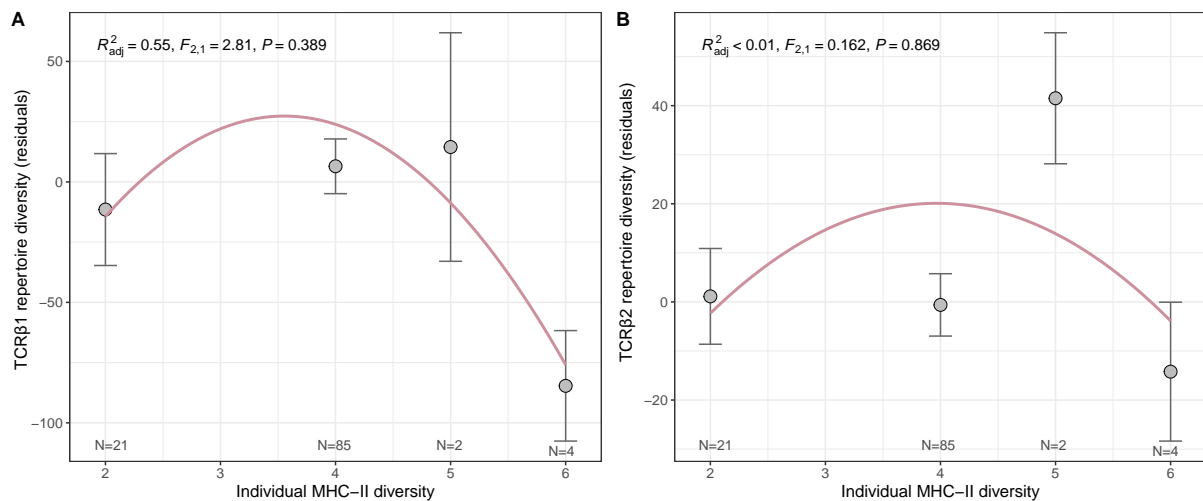 A
R²adj = 0.55, F2,1 = 2.81, P = 0.389
TCRβ1 repertoire diversity (residuals)
50
0
−50
−100
N=21
N=85
N=2
N=4
2
3
4
5
6
Individual MHC−II diversity
B
R²adj < 0.01, F2,1 = 0.162, P = 0.869
TCRβ2 repertoire diversity (residuals)
40
20
0
−20
N=21
N=85
N=2
N=4
2
3
4
5
6
Individual MHC−II diversity